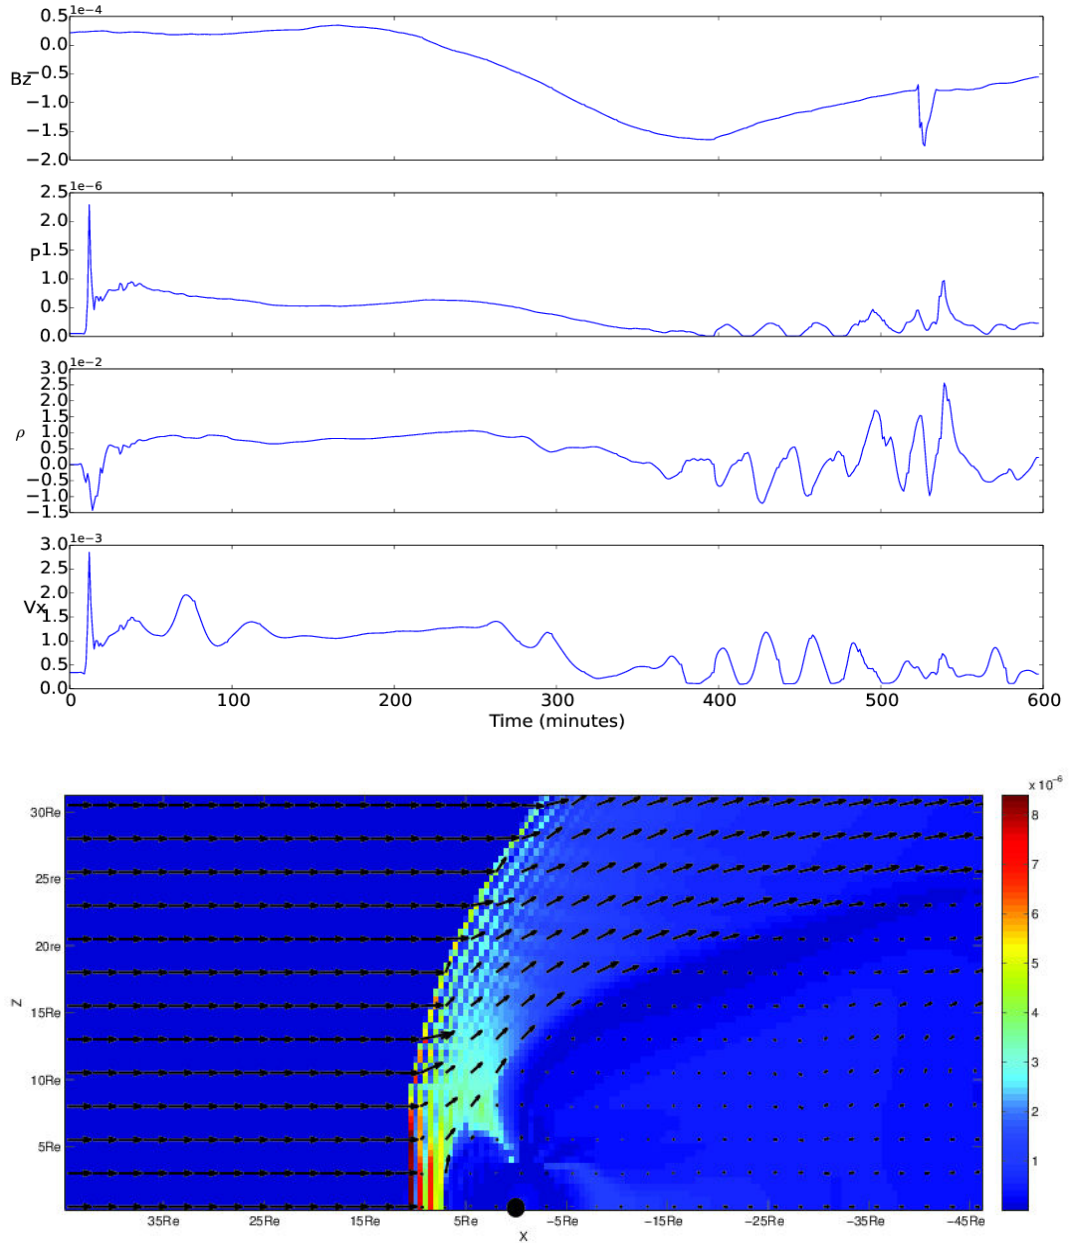 1e−4
0.5
0.0
−0.5
Bz
−1.0
−1.5
−2.0
1e−6
2.5
2.0
P
1.5
1.0
0.5
0.0
1e−2
3.0
2.5
2.0
1.5
ρ
1.0
0.5
0.0
−0.5
−1.0
−1.5
1e−3
3.0
2.5
2.0
Vx
1.5
1.0
0.5
0.0
0 100 200 300 400 500 600
Time (minutes)
x 10⁻⁶
30Re
25re
20re
z
15Re
10Re
5Re
8
7
6
5
4
3
2
1
35Re 25Re 15Re 5Re −5Re −15Re −25Re −35Re −45Re
x